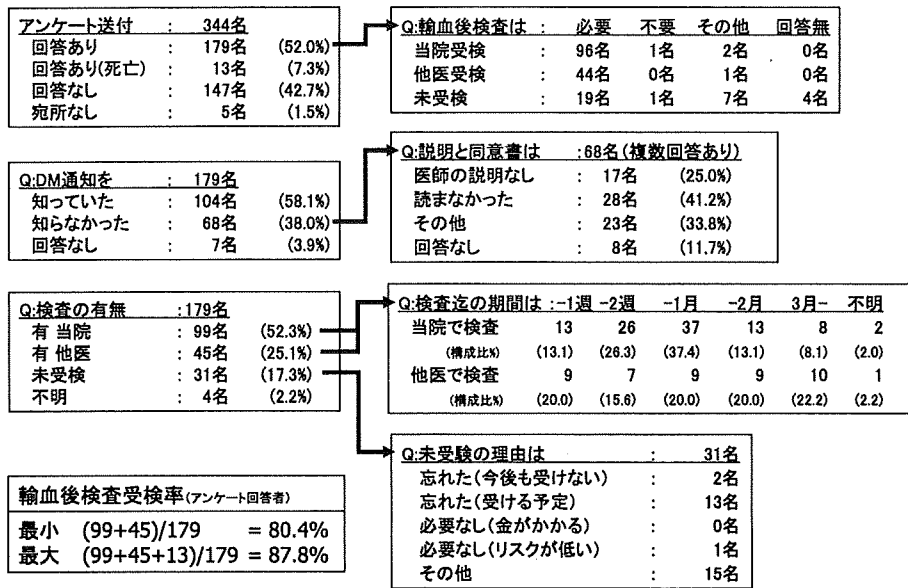 アンケート送付 : 344名
回答あり : 179名 (52.0%)
回答あり(死亡) : 13名 (7.3%)
回答なし : 147名 (42.7%)
宛所なし : 5名 (1.5%)
Q:輸血後検査は : 必要 不要 その他 回答無
当院受検 : 96名 1名 2名 0名
他医受検 : 44名 0名 1名 0名
未受検 : 19名 1名 7名 4名
Q:DM通知を : 179名
知っていた : 104名 (58.1%)
知らなかった : 68名 (38.0%)
回答なし : 7名 (3.9%)
Q:説明と同意書は :68名(複数回答あり)
医師の説明なし : 17名 (25.0%)
読まなかった : 28名 (41.2%)
その他 : 23名 (33.8%)
回答なし : 8名 (11.7%)
Q:検査の有無 :179名
有 当院 : 99名 (52.3%)
有 他医 : 45名 (25.1%)
未受検 : 31名 (17.3%)
不明 : 4名 (2.2%)
Q:検査迄の期間は :-1週 -2週 -1月 -2月 3月- 不明
当院で検査 13 26 37 13 8 2
(構成比%) (13.1) (26.3) (37.4) (13.1) (8.1) (2.0)
他医で検査 9 7 9 9 10 1
(構成比%) (20.0) (15.6) (20.0) (20.0) (22.2) (2.2)
Q:未受験の理由は : 31名
忘れた(今後も受けない) : 2名
忘れた(受ける予定) : 13名
必要なし(金がかかる) : 0名
必要なし(リスクが低い) : 1名
その他 : 15名
輸血後検査受検率(アンケート回答者)
最小 (99+45)/179 = 80.4%
最大 (99+45+13)/179 = 87.8%